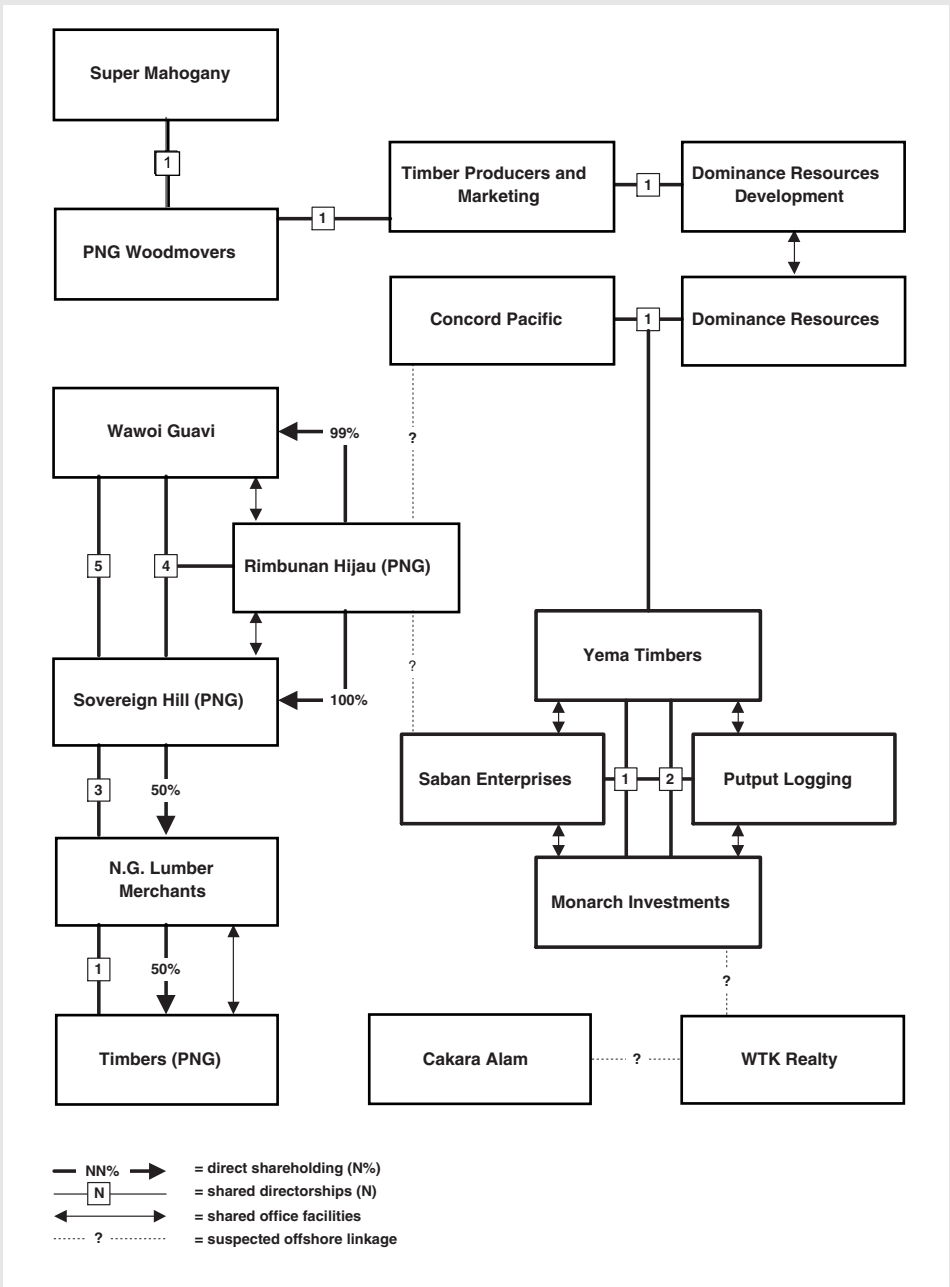 Super Mahogany
1
Timber Producers and
Marketing
1
Dominance Resources
Development
PNG Woodmovers
1
Concord Pacific
1
Dominance Resources
Wawoi Guavi
99%
?
5
4
Rimbunan Hijau (PNG)
Yema Timbers
?
Sovereign Hill (PNG)
100%
Saban Enterprises
1
2
Putput Logging
3
50%
N.G. Lumber
Merchants
Monarch Investments
1
50%
?
Timbers (PNG)
Cakara Alam
?
WTK Realty
NN%
= direct shareholding (N%)
N
= shared directorships (N)
= shared office facilities
?
= suspected offshore linkage